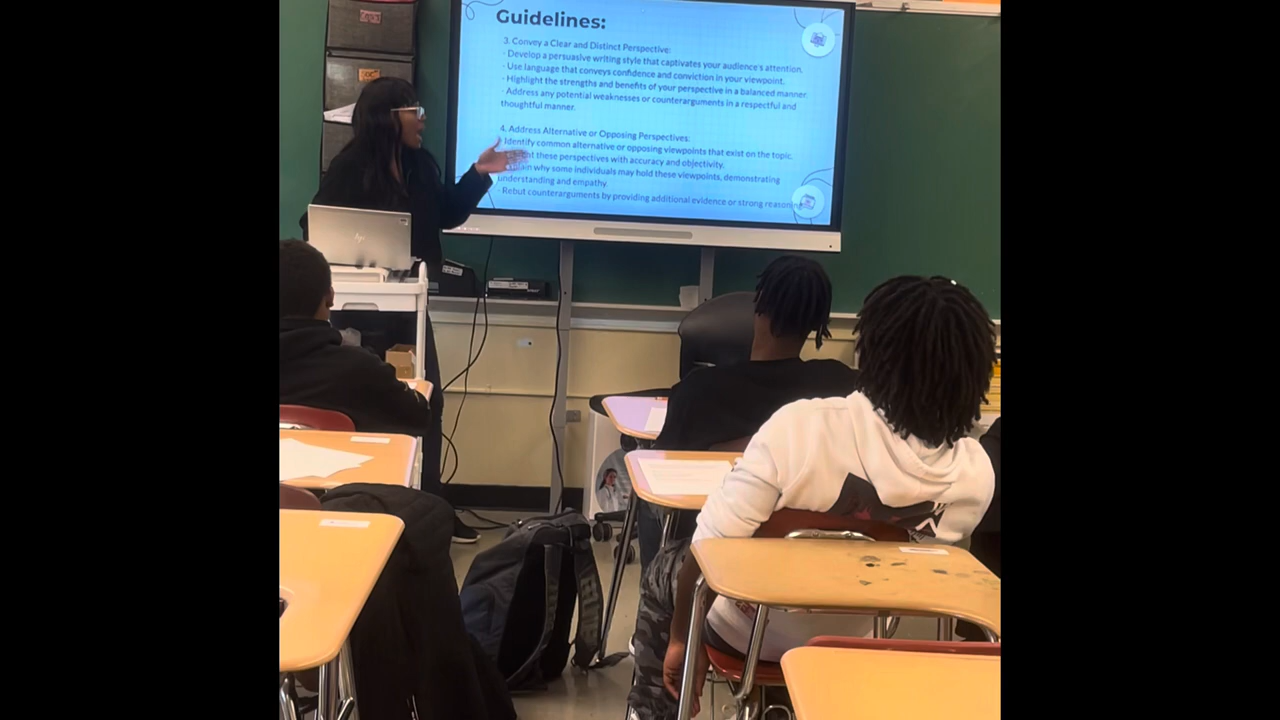 Guidelines:
3. Convey a Clear and Distinct Perspective:
- Develop a persuasive writing style that captivates your audience's attention.
- Use language that conveys confidence and conviction in your viewpoint.
- Highlight the strengths and benefits of your perspective in a balanced manner.
- Address any potential weaknesses or counterarguments in a respectful and
thoughtful manner.
4. Address Alternative or Opposing Perspectives:
- Identify common alternative or opposing viewpoints that exist on the topic.
these perspectives with accuracy and objectivity.
why some individuals may hold these viewpoints, demonstrating
understanding and empathy.
- Rebut counterarguments by providing additional evidence or strong reasoning.
hp